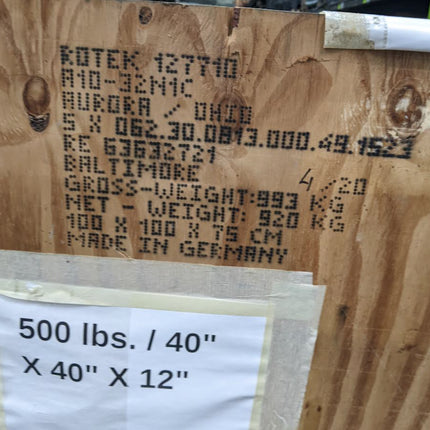 ROTEK 127710
A10-32N1C
AURORA / OHIO
E X 062.30.0813.000.49.1523
RE 63632721
BALTIMORE 4/20
GROSS-WEIGHT:993 KG
NET - WEIGHT: 920 KG
100 X 100 X 75 CM
MADE IN GERMANY
500 lbs. / 40"
X 40" X 12"